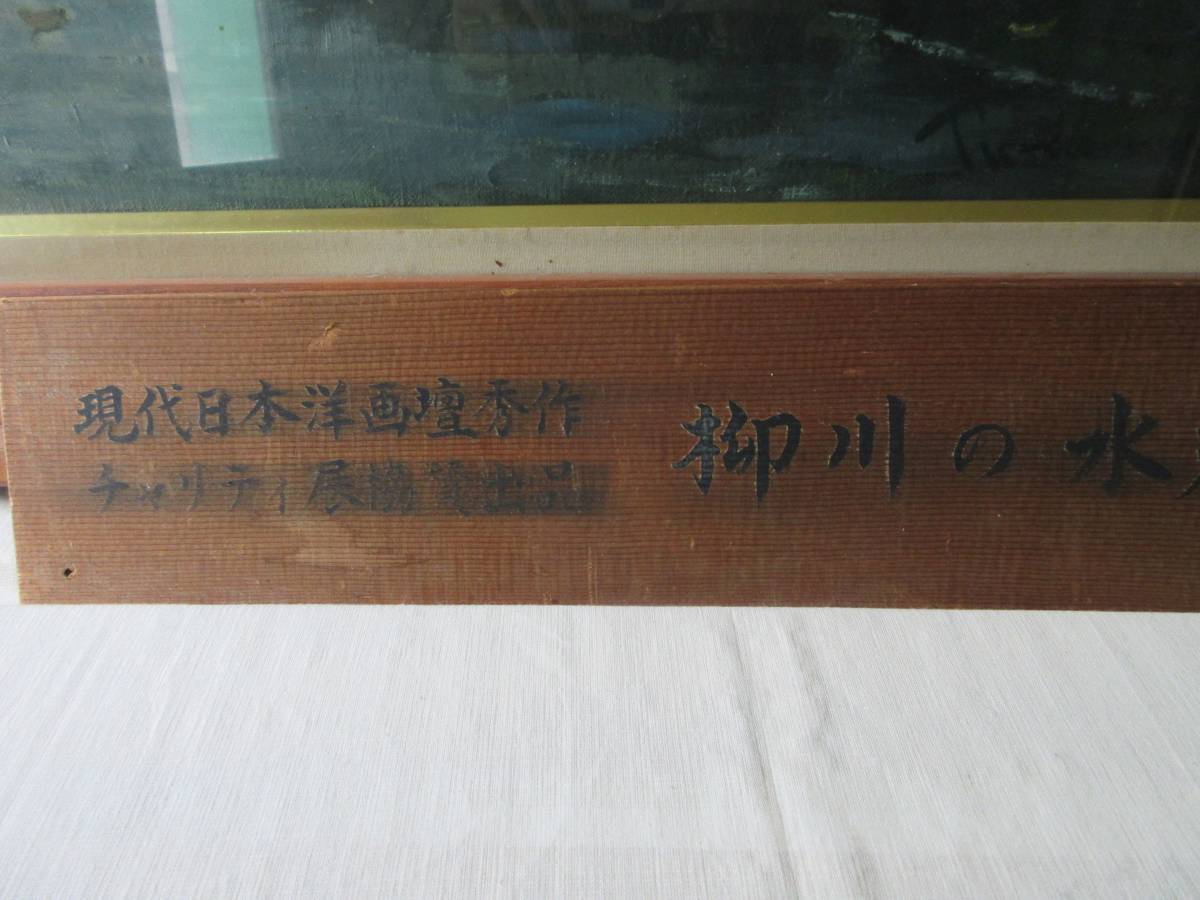 現代日本洋画壇秀作
チャリティ展協賛出品
柳川の水